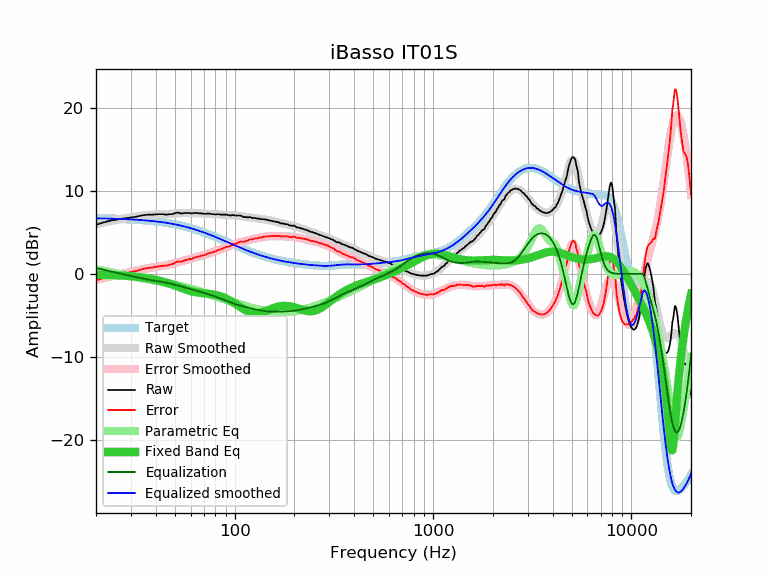 iBasso IT01S
Amplitude (dBr)
20
10
0
−10
−20
Target
Raw Smoothed
Error Smoothed
Raw
Error
Parametric Eq
Fixed Band Eq
Equalization
Equalized smoothed
100
1000
10000
Frequency (Hz)